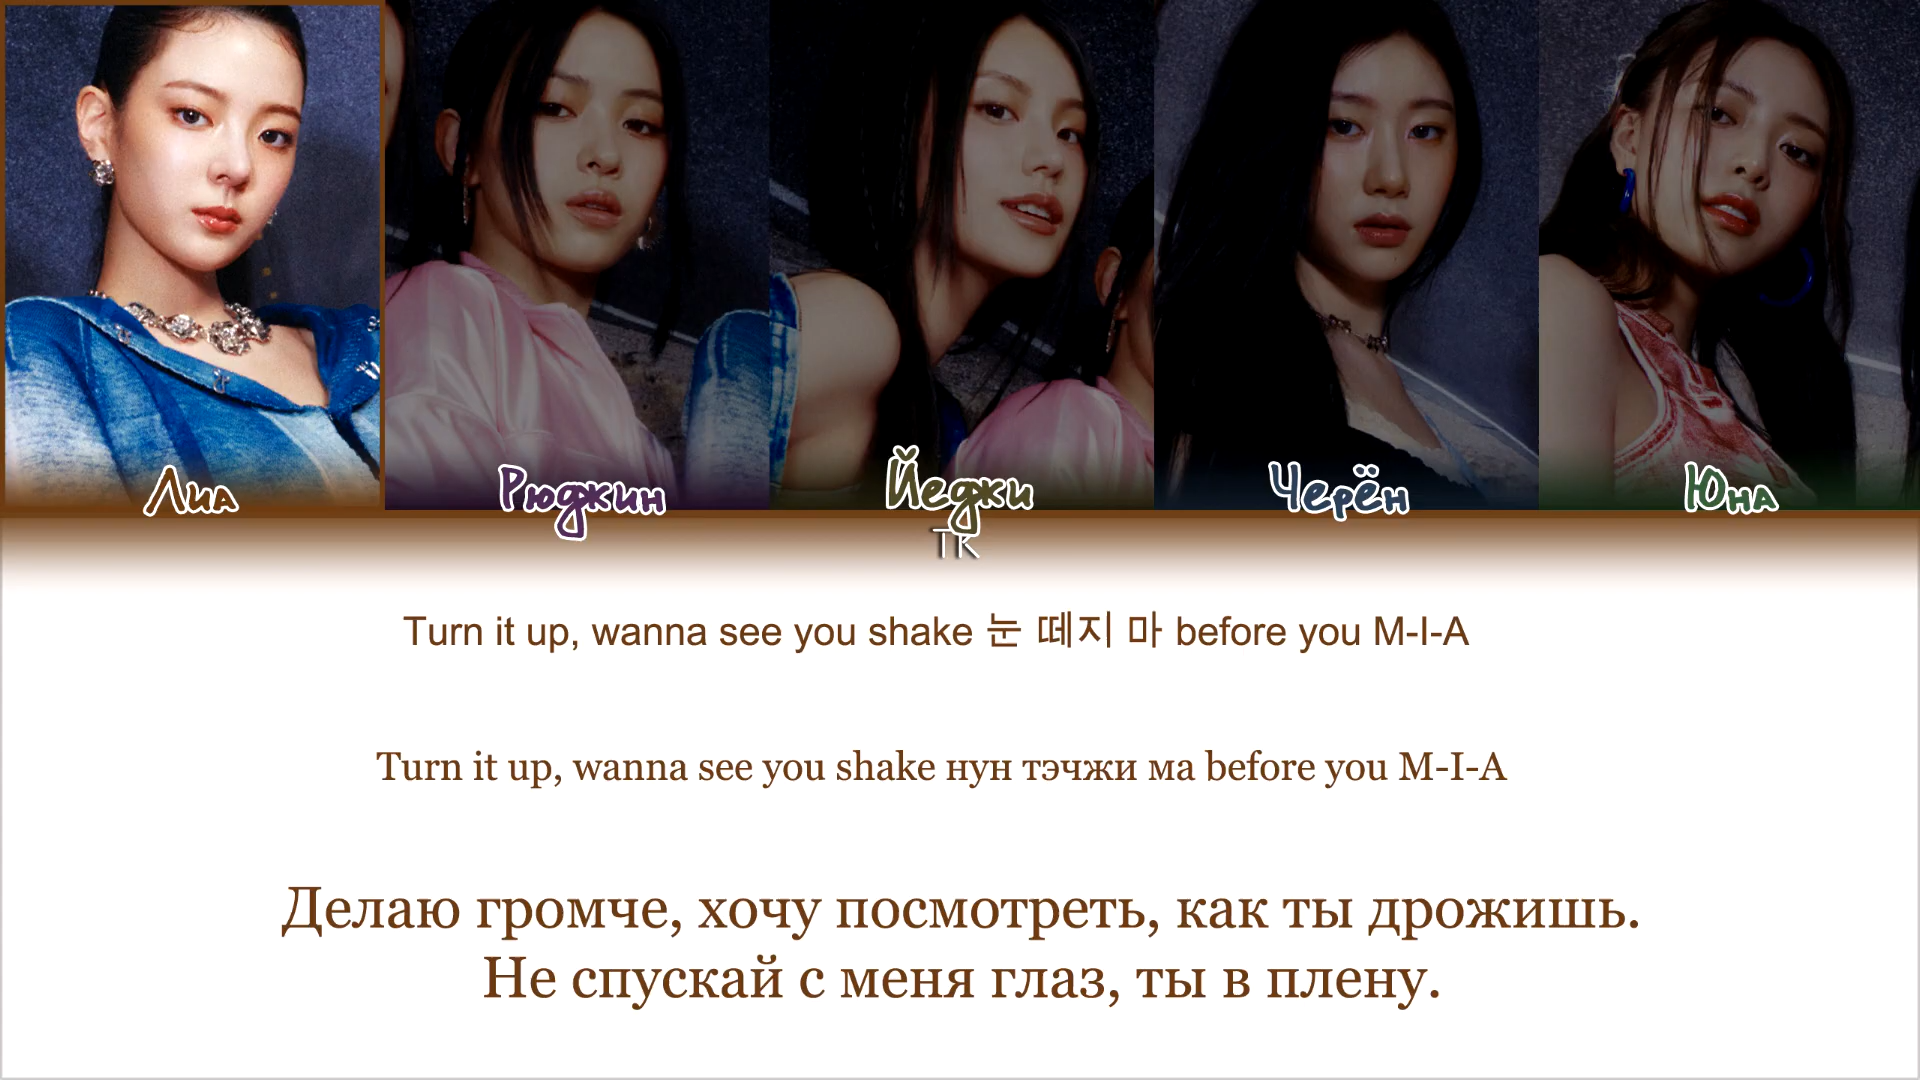 Лиа
Рюджин
Йеджи
Черён
Юна
TK
Turn it up, wanna see you shake 눈 떼지 마 before you M-I-A
Turn it up, wanna see you shake нун тэчжи ма before you M-I-A
Делаю громче, хочу посмотреть, как ты дрожишь.
Не спускай с меня глаз, ты в плену.